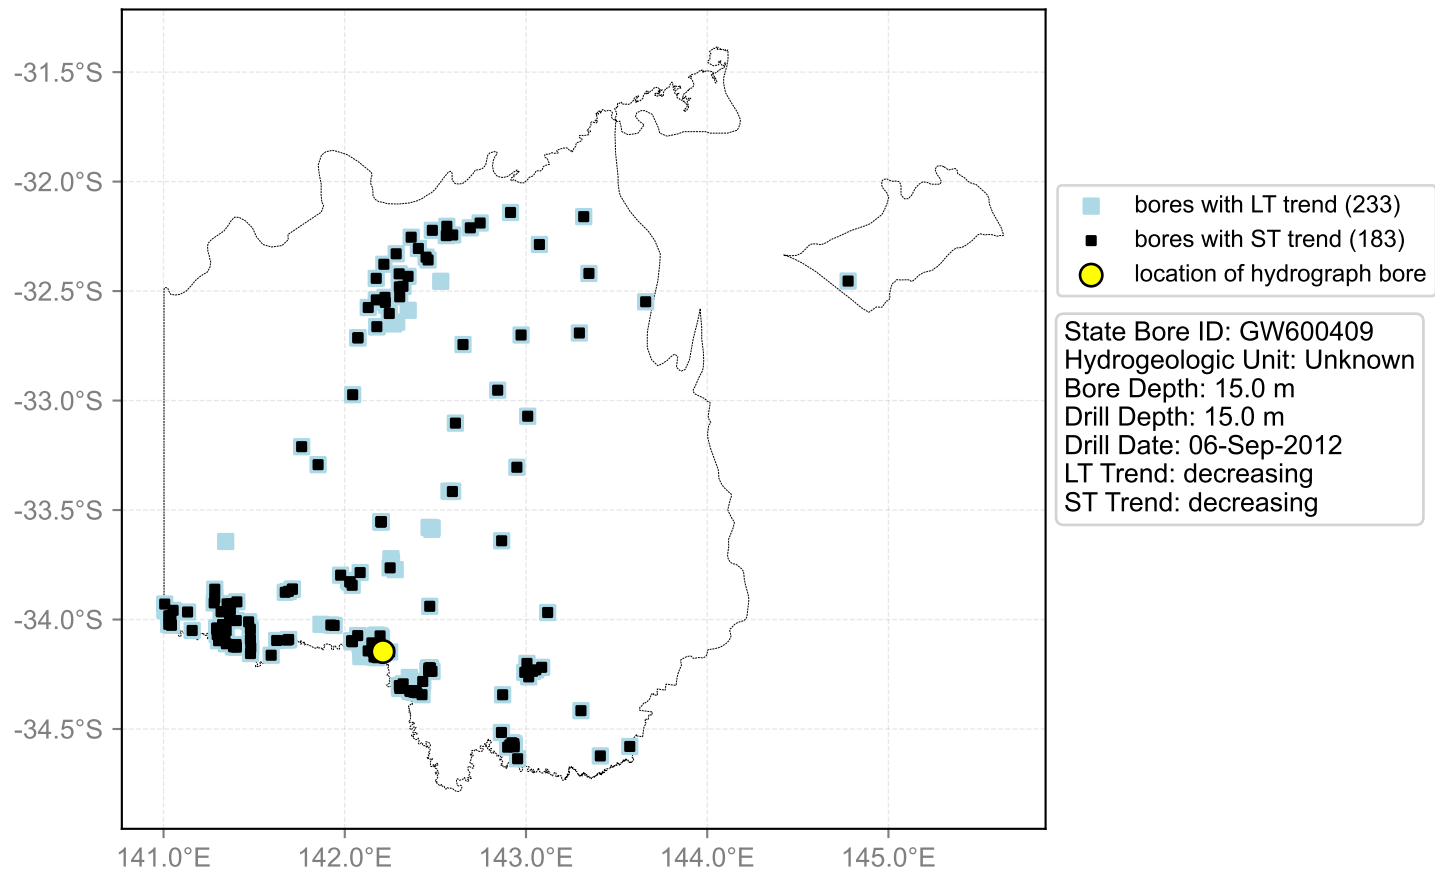 -31.5°S
-32.0°S
-32.5°S
-33.0°S
-33.5°S
-34.0°S
-34.5°S
141.0°E
142.0°E
143.0°E
144.0°E
145.0°E
bores with LT trend (233)
bores with ST trend (183)
location of hydrograph bore
State Bore ID: GW600409
Hydrogeologic Unit: Unknown
Bore Depth: 15.0 m
Drill Depth: 15.0 m
Drill Date: 06-Sep-2012
LT Trend: decreasing
ST Trend: decreasing